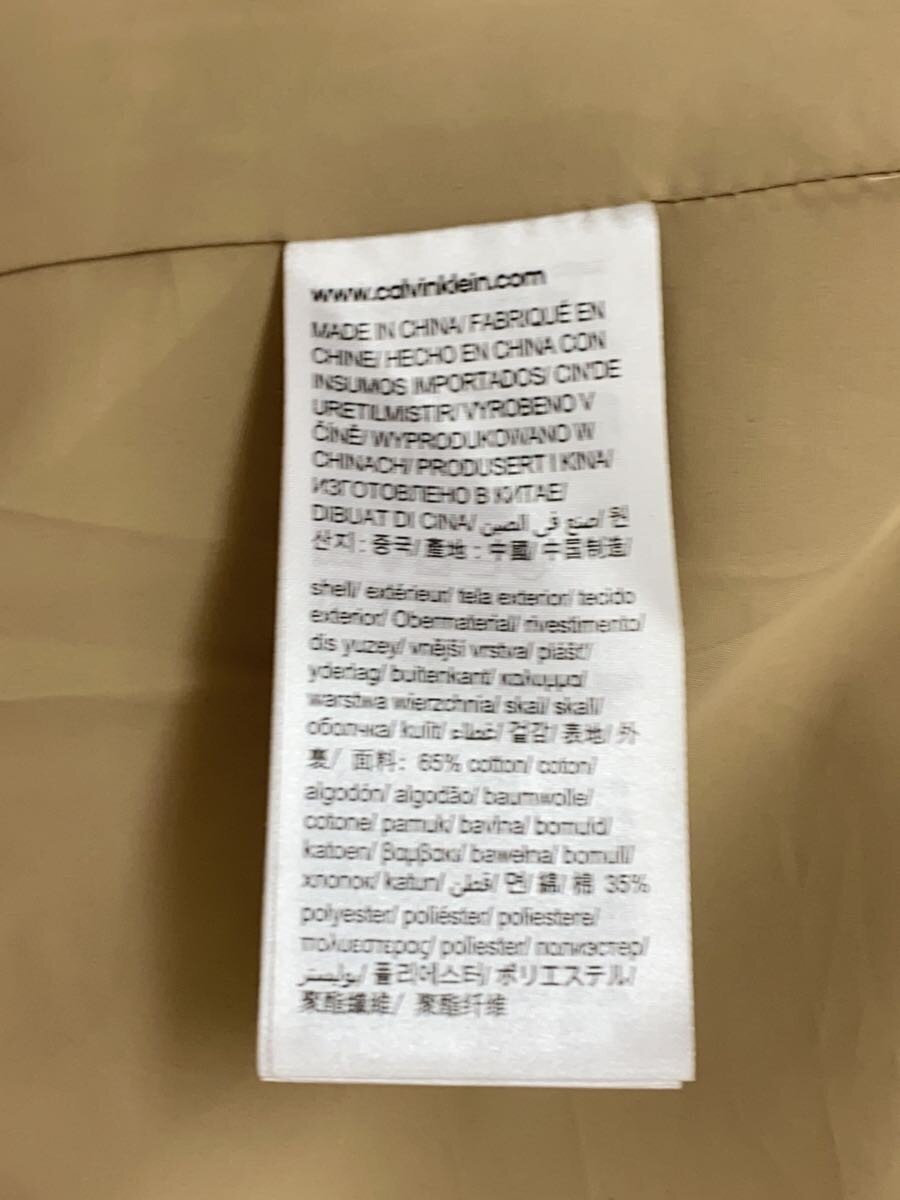 www.calvinklein.com
MADE IN CHINA/ FABRIQUÉ EN
CHINE/ HECHO EN CHINA CON
INSUMOS IMPORTADOS/ CIN'DE
URETILMISTIR/ VYROBENO V
ČÍNĚ/ WYPRODUKOWANO W
CHINACH/ PRODUSERT I KINA/
ИЗГОТОВЛЕНО В КИТАЕ/
DIBUAT DI CINA/ صنع في الصين/ 원
산지 : 중국/ 產地 : 中國/ 中国制造/
shell/ extérieur/ tela exterior/ tecido
exterior/ Obermaterial/ rivestimento/
dis yuzey/ vnější vrstva/ plášť/
yderlag/ buitenkant/ καλυμμα/
warstwa wierzchnia/ skall/ skall/
оболочка/ kulit/ غطاء/ 겉감/ 表地/ 外
裏/ 面料: 65% cotton/ coton/
algodón/ algodão/ baumwolle/
cotone/ pamuk/ bavlna/ bomuld/
katoen/ βαμβακι/ bawełna/ bomull/
хлопок/ katun/ قطن/ 면/ 綿/ 棉 35%
polyester/ poliéster/ poliestere/
πολυεστερας/ poliester/ полиэстер/
بوليستر/ 폴리에스터/ ポリエステル/
聚酯纖維/ 聚酯纤维